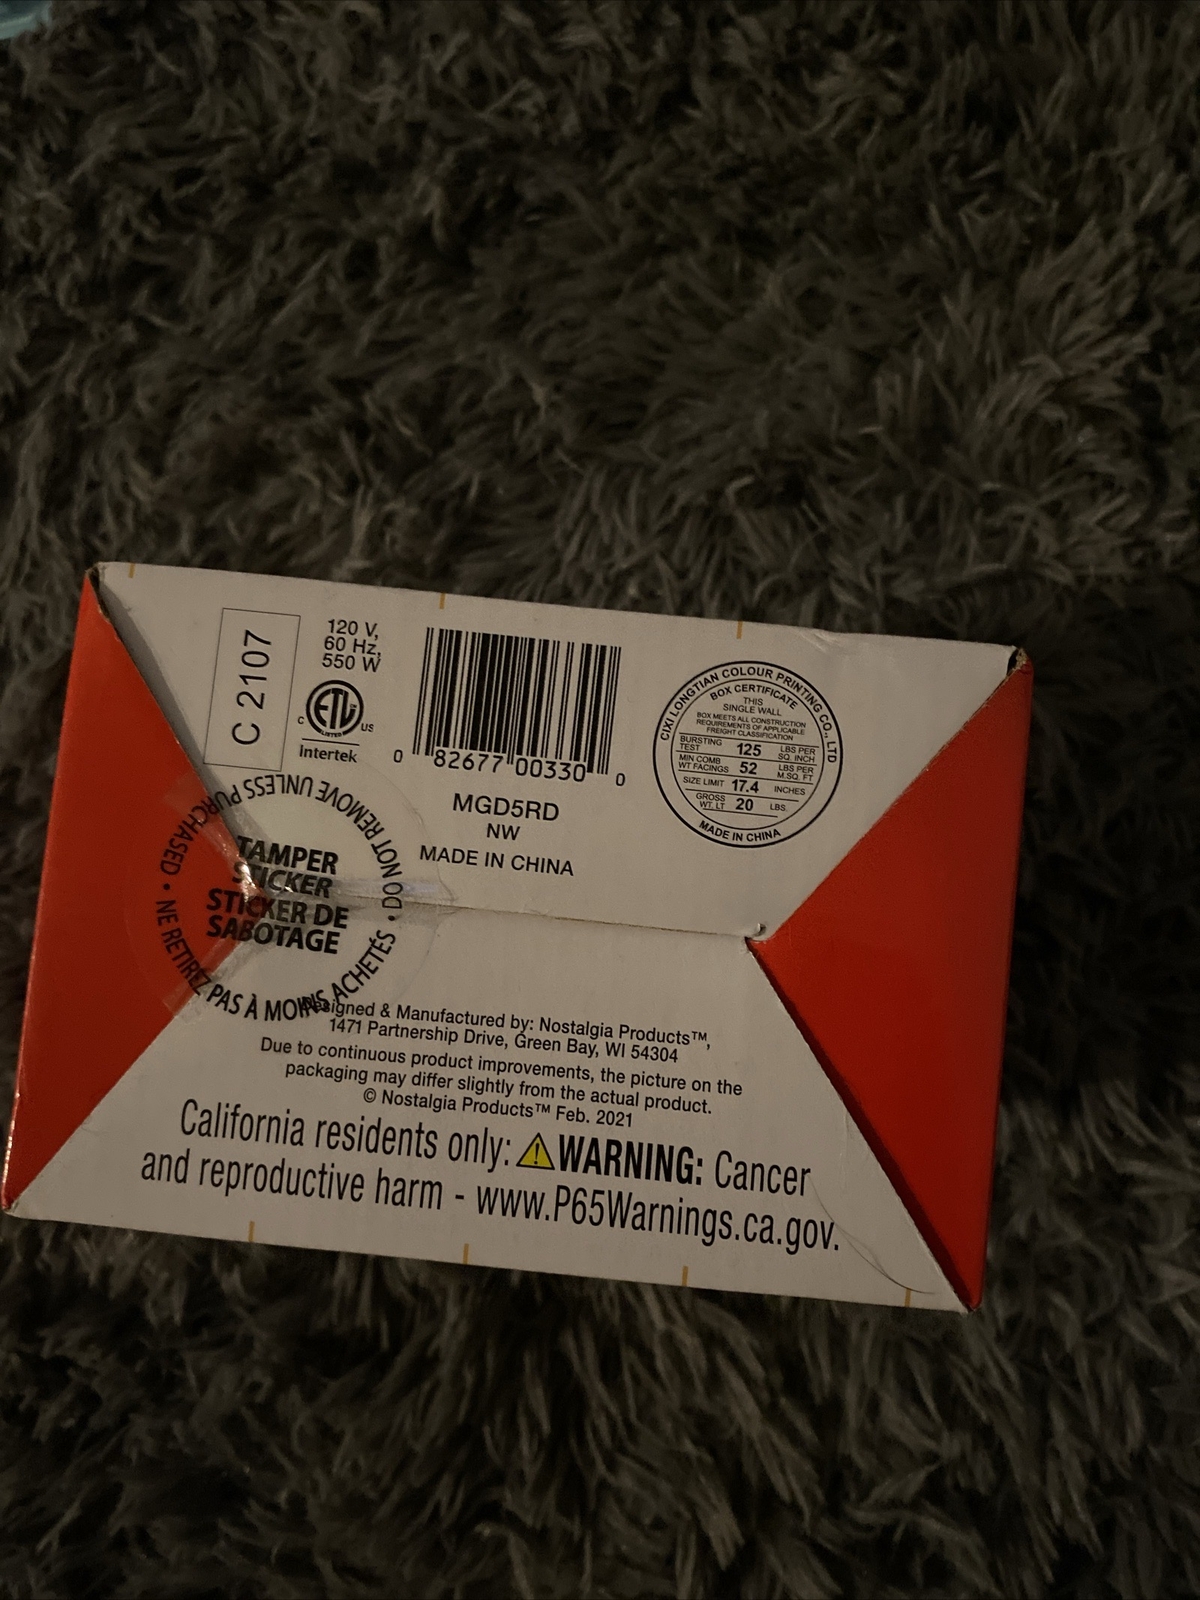 C 2107
120 V,
60 Hz,
550 W
C ETL US
LISTED
Intertek
0 82677 00330 0
MGD5RD
NW
MADE IN CHINA
CIXI LONGTIAN COLOUR PRINTING CO., LTD
BOX CERTIFICATE
THIS
SINGLE WALL
BOX MEETS ALL CONSTRUCTION
REQUIREMENTS OF APPLICABLE
FREIGHT CLASSIFICATION
BURSTING TEST 125 LBS PER SQ. INCH
MIN COMB WT FACINGS 52 LBS PER M.SQ. FT
SIZE LIMIT 17.4 INCHES
GROSS WT. LT 20 LBS.
MADE IN CHINA
DO NOT REMOVE UNLESS PURCHASED •
TAMPER
STICKER
STICKER DE
SABOTAGE
NE RETIREZ PAS À MOINS ACHETÉS •
Designed & Manufactured by: Nostalgia Products™,
1471 Partnership Drive, Green Bay, WI 54304
Due to continuous product improvements, the picture on the
packaging may differ slightly from the actual product.
© Nostalgia Products™ Feb. 2021
California residents only: ⚠WARNING: Cancer
and reproductive harm - www.P65Warnings.ca.gov.